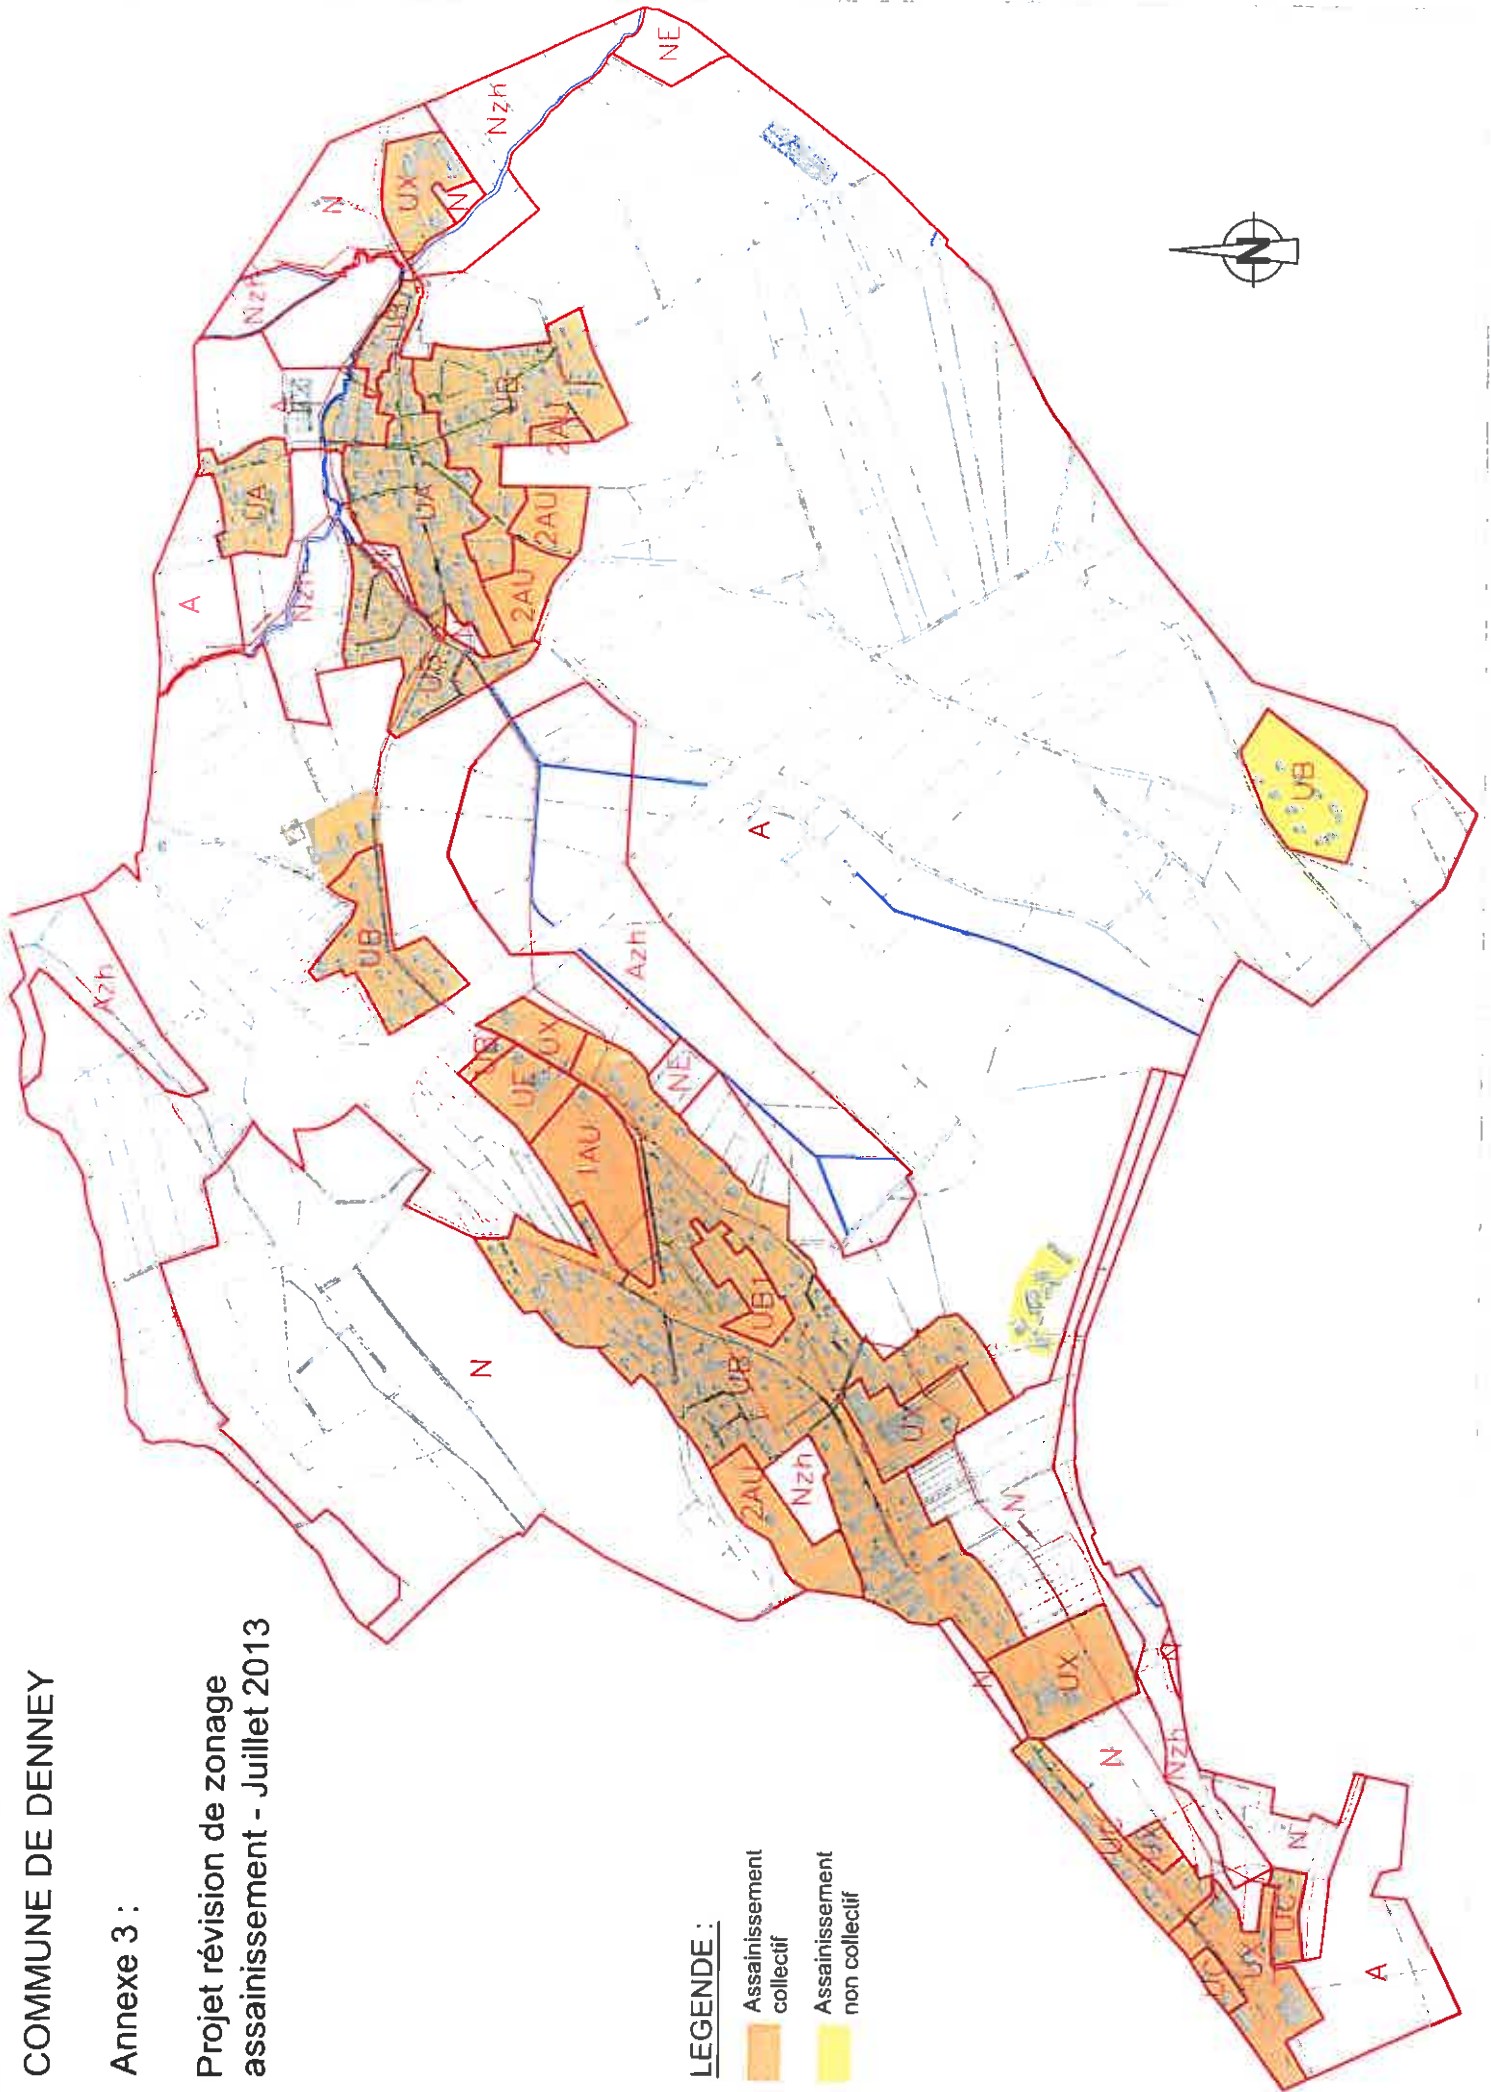 COMMUNE DE DENNEY
Annexe 3 :
Projet révision de zonage
assainissement - Juillet 2013
LEGENDE :
Assainissement
collectif
Assainissement
non collectif
NE
Nzh
UX
N
N
Nzh
A
UA
A
Nzh
UB
UB
2AU
UA
2AU
2AU
UB
N
A
UB
UB
Azh
Azh
UB
UX
UE
NE
1AU
UB1
UB
N
2AU
Nzh
UX
N
N
UX
N
N
Nzh
N
UC
UX
UC
A